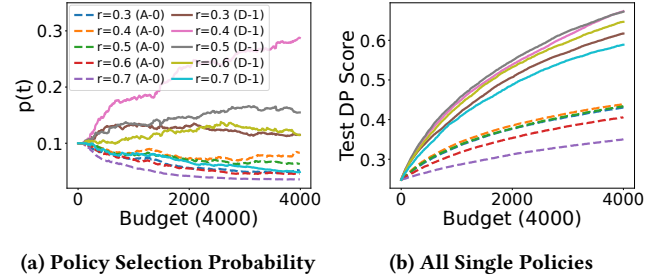 r=0.3 (A-0) r=0.3 (D-1)
r=0.4 (A-0) r=0.4 (D-1)
r=0.5 (A-0) r=0.5 (D-1)
r=0.6 (A-0) r=0.6 (D-1)
r=0.7 (A-0) r=0.7 (D-1)
p(t)
0.3
0.2
0.1
0 2000 4000
Budget (4000)
(a) Policy Selection Probability
Test DP Score
0.6
0.5
0.4
0.3
0 2000 4000
Budget (4000)
(b) All Single Policies